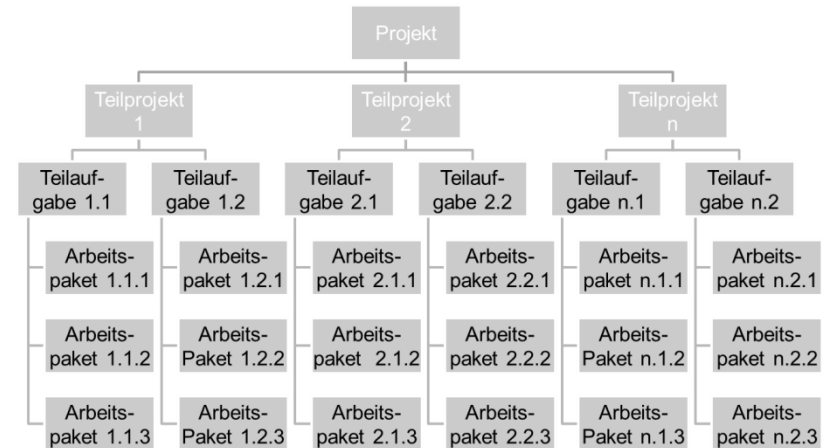 Projekt
Teilprojekt
1
Teilprojekt
2
Teilprojekt
n
Teilauf-
gabe 1.1
Teilauf-
gabe 1.2
Teilauf-
gabe 2.1
Teilauf-
gabe 2.2
Teilauf-
gabe n.1
Teilauf-
gabe n.2
Arbeits-
paket 1.1.1
Arbeits-
paket 1.2.1
Arbeits-
paket 2.1.1
Arbeits-
paket 2.2.1
Arbeits-
paket n.1.1
Arbeits-
paket n.2.1
Arbeits-
paket 1.1.2
Arbeits-
Paket 1.2.2
Arbeits-
paket 2.1.2
Arbeits-
paket 2.2.2
Arbeits-
Paket n.1.2
Arbeits-
paket n.2.2
Arbeits-
paket 1.1.3
Arbeits-
Paket 1.2.3
Arbeits-
paket 2.1.3
Arbeits-
paket 2.2.3
Arbeits-
Paket n.1.3
Arbeits-
paket n.2.3